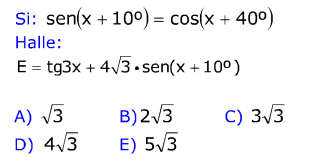 Si: sen(x + 10º) = cos(x + 40º)
Halle:
E = tg3x + 4√3 • sen(x + 10º)
A) √3 B) 2√3 C) 3√3
D) 4√3 E) 5√3